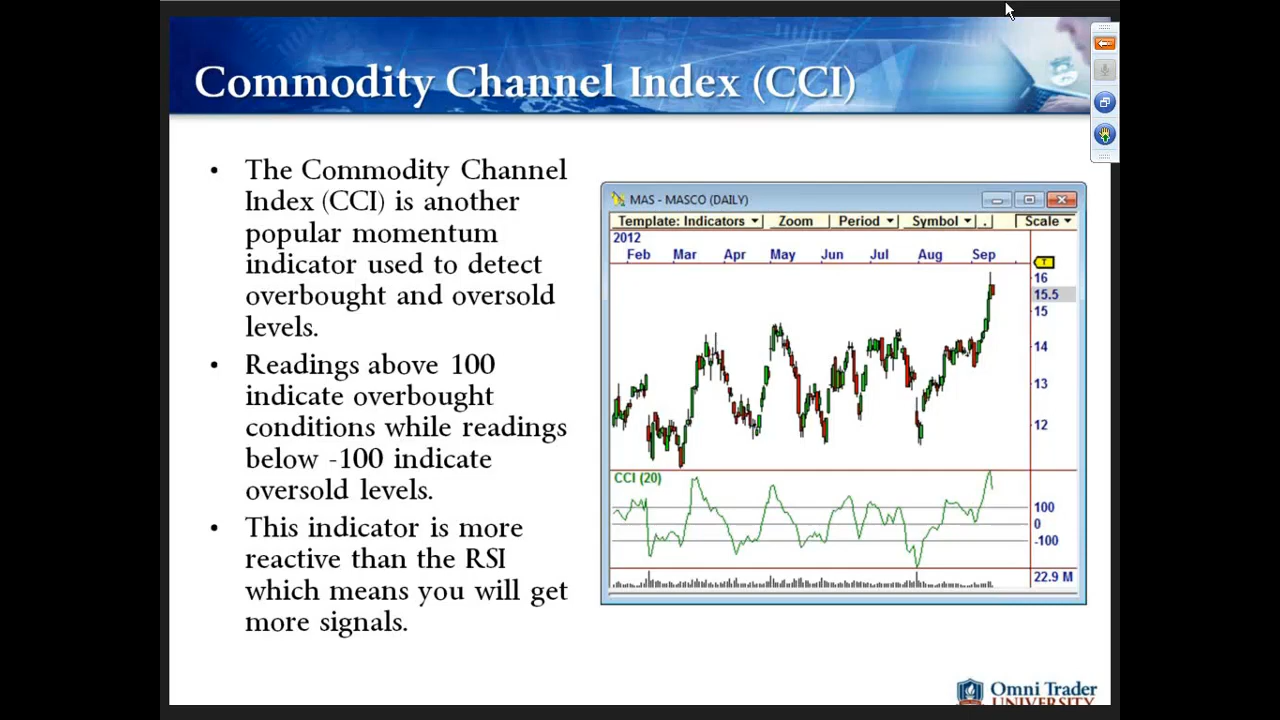 Commodity Channel Index (CCI)
• The Commodity Channel
Index (CCI) is another
popular momentum
indicator used to detect
overbought and oversold
levels.
• Readings above 100
indicate overbought
conditions while readings
below -100 indicate
oversold levels.
• This indicator is more
reactive than the RSI
which means you will get
more signals.
MAS - MASCO (DAILY)
Template: Indicators Zoom Period Symbol . Scale
2012
Feb Mar Apr May Jun Jul Aug Sep
T
16
15.5
15
14
13
12
CCI (20)
100
0
-100
22.9 M
Omni Trader
UNIVERSITY